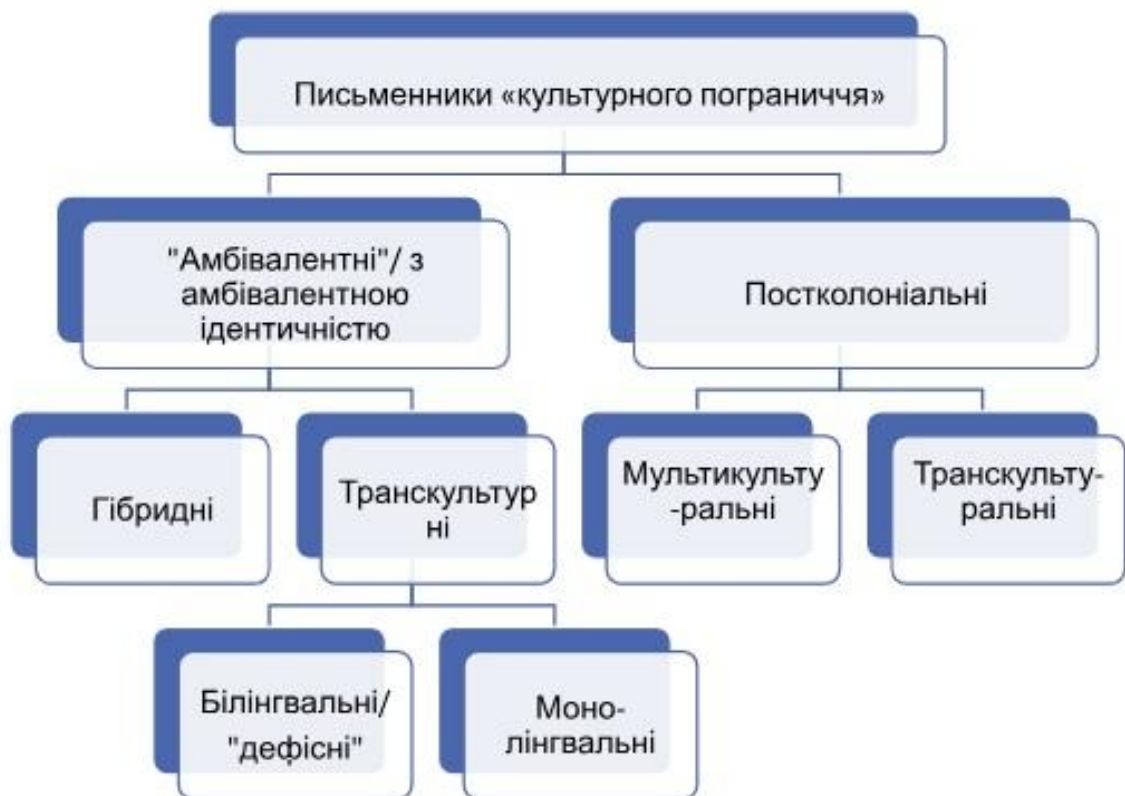 Письменники «культурного пограниччя»
"Амбівалентні"/ з
амбівалентною
ідентичністю
Постколоніальні
Гібридні
Транскультур
ні
Мультикульту
-ральні
Транскульту-
ральні
Білінгвальні/
"дефісні"
Моно-
лінгвальні